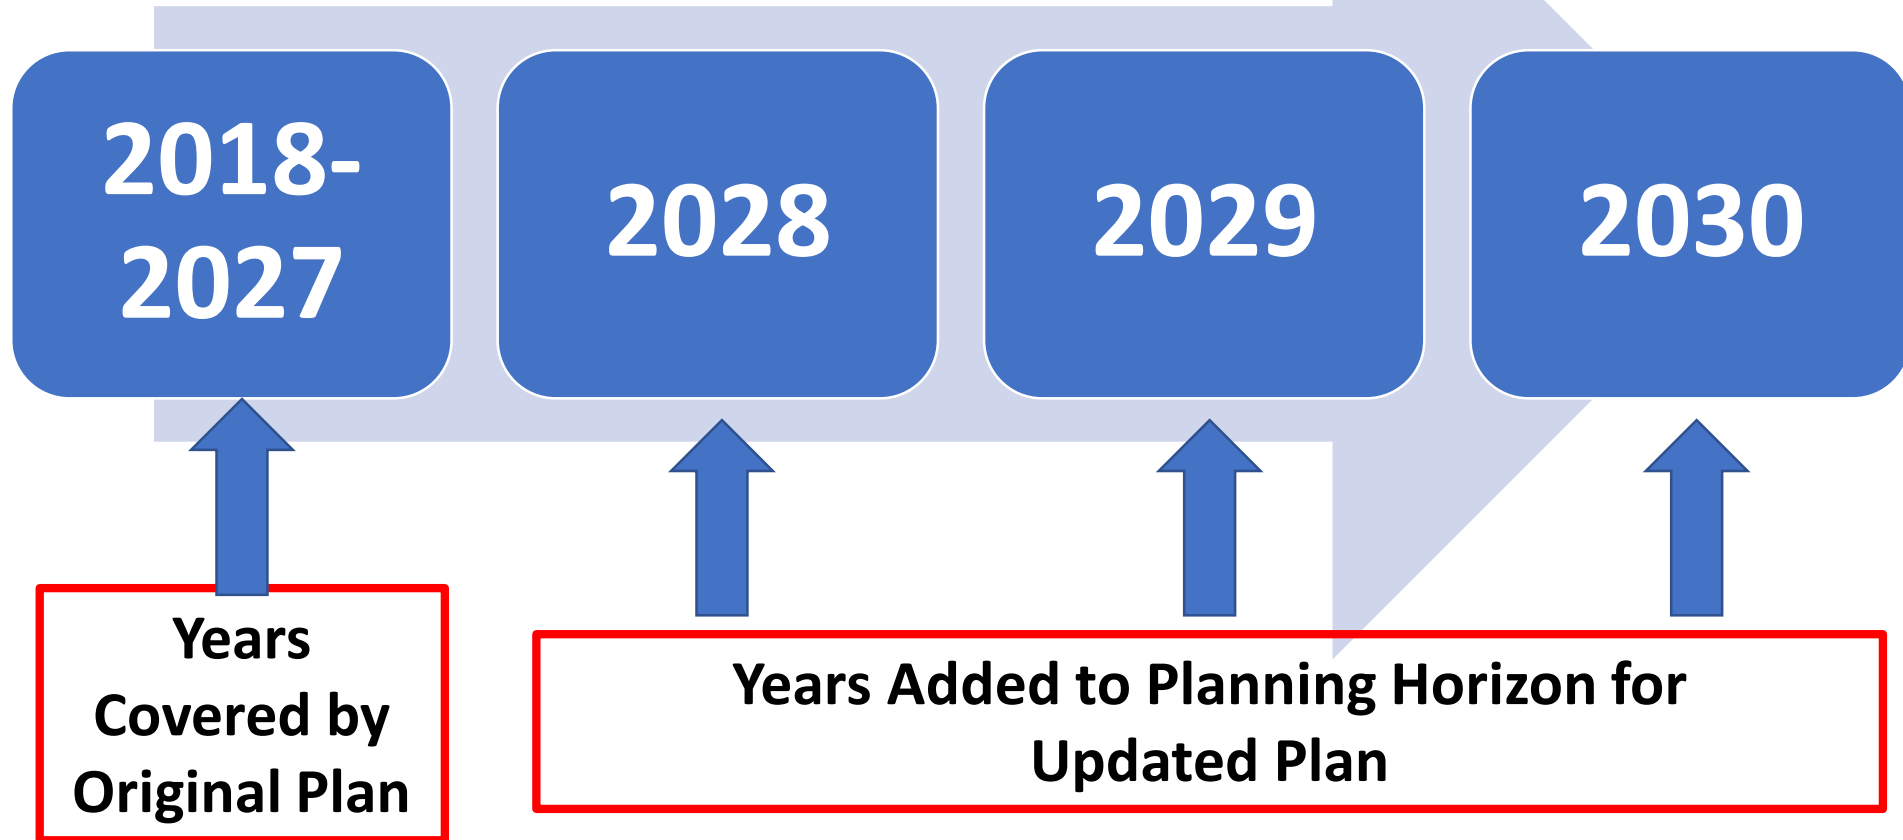 2018-
2027
2028
2029
2030
Years
Covered by
Original Plan
Years Added to Planning Horizon for
Updated Plan